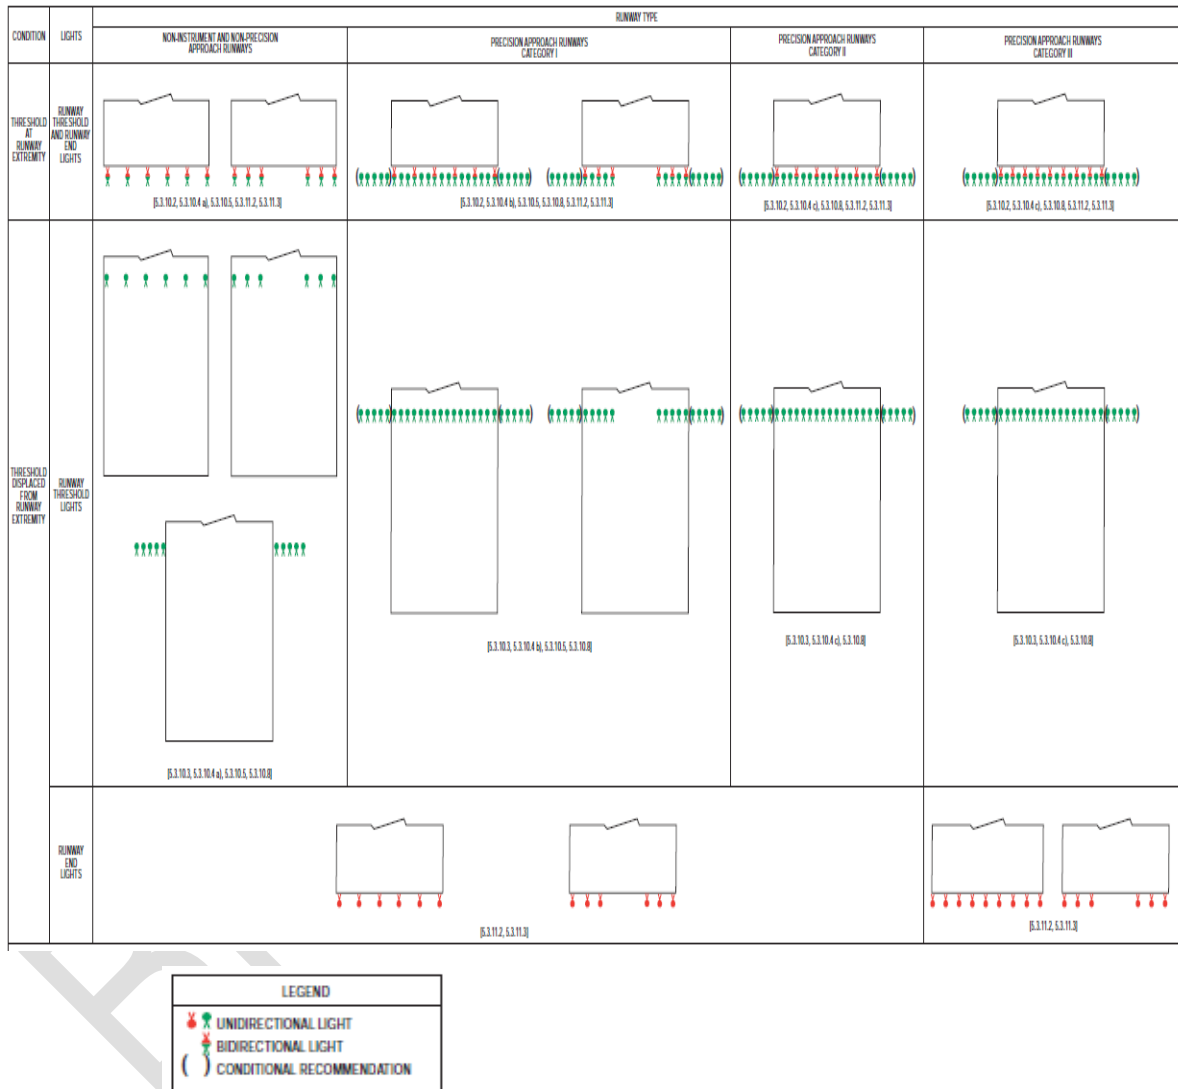 RUNWAY TYPE
CONDITION
LIGHTS
NON-INSTRUMENT AND NON-PRECISION
APPROACH RUNWAYS
PRECISION APPROACH RUNWAYS
CATEGORY I
PRECISION APPROACH RUNWAYS
CATEGORY II
PRECISION APPROACH RUNWAYS
CATEGORY III
THRESHOLD
AT
RUNWAY
EXTREMITY
RUNWAY
THRESHOLD
AND RUNWAY
END
LIGHTS
[5.3.10.2, 5.3.10.4 a), 5.3.10.5, 5.3.11.2, 5.3.11.3]
[5.3.10.2, 5.3.10.4 b), 5.3.10.5, 5.3.10.8, 5.3.11.2, 5.3.11.3]
[5.3.10.2, 5.3.10.4 c), 5.3.10.8, 5.3.11.2, 5.3.11.3]
[5.3.10.2, 5.3.10.4 c), 5.3.10.8, 5.3.11.2, 5.3.11.3]
THRESHOLD
DISPLACED
FROM
RUNWAY
EXTREMITY
RUNWAY
THRESHOLD
LIGHTS
[5.3.10.3, 5.3.10.4 a), 5.3.10.5, 5.3.10.8]
[5.3.10.3, 5.3.10.4 b), 5.3.10.5, 5.3.10.8]
[5.3.10.3, 5.3.10.4 c), 5.3.10.8]
[5.3.10.3, 5.3.10.4 c), 5.3.10.8]
RUNWAY
END
LIGHTS
[5.3.11.2, 5.3.11.3]
[5.3.11.2, 5.3.11.3]
LEGEND
UNIDIRECTIONAL LIGHT
BIDIRECTIONAL LIGHT
( ) CONDITIONAL RECOMMENDATION